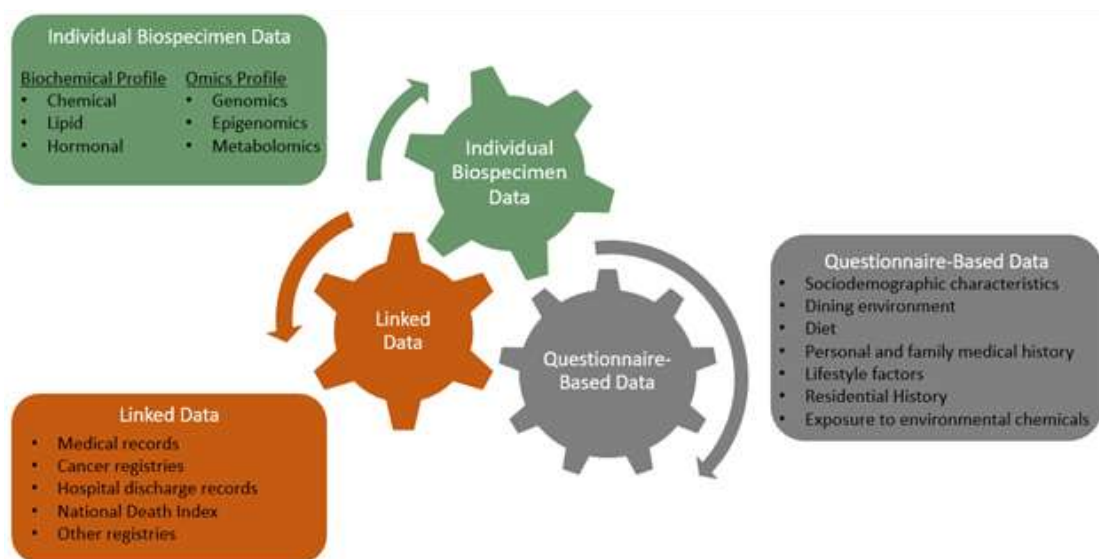 Individual Biospecimen Data
Biochemical Profile
• Chemical
• Lipid
• Hormonal
Omics Profile
• Genomics
• Epigenomics
• Metabolomics
Individual
Biospecimen
Data
Linked
Data
Questionnaire-
Based Data
Questionnaire-Based Data
• Sociodemographic characteristics
• Dining environment
• Diet
• Personal and family medical history
• Lifestyle factors
• Residential History
• Exposure to environmental chemicals
Linked Data
• Medical records
• Cancer registries
• Hospital discharge records
• National Death Index
• Other registries